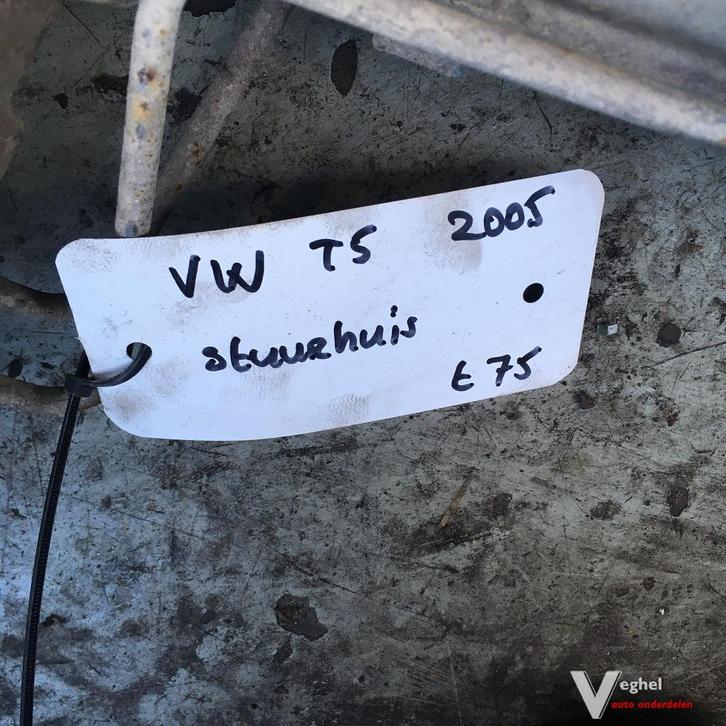 VW T5 2005
stuurhuis
t 75
Veghel
auto onderdelen